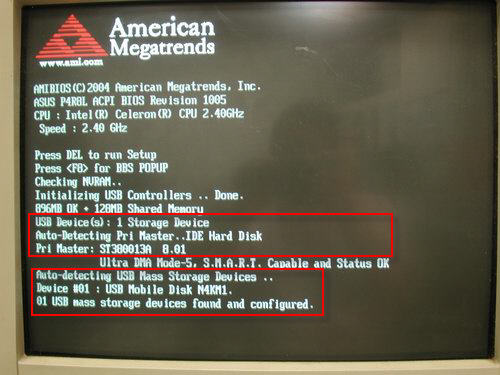 American
Megatrends
www.ami.com
AMIBIOS(C)2004 American Megatrends, Inc.
ASUS P4R8L ACPI BIOS Revision 1005
CPU : Intel(R) Celeron(R) CPU 2.40GHz
Speed : 2.40 GHz
Press DEL to run Setup
Press <F8> for BBS POPUP
Checking NVRAM..
Initializing USB Controllers .. Done.
896MB OK + 128MB Shared Memory
USB Device(s): 1 Storage Device
Auto-Detecting Pri Master..IDE Hard Disk
Pri Master: ST380013A 8.01
Ultra DMA Mode-5, S.M.A.R.T. Capable and Status OK
Auto-detecting USB Mass Storage Devices ..
Device #01 : USB Mobile Disk N4KM1.
01 USB mass storage devices found and configured.